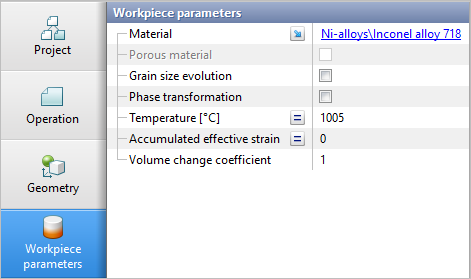 Project
Operation
Geometry
Workpiece
parameters
Workpiece parameters
Material Ni-alloys\Inconel alloy 718
Porous material
Grain size evolution
Phase transformation
Temperature [°C] = 1005
Accumulated effective strain = 0
Volume change coefficient 1